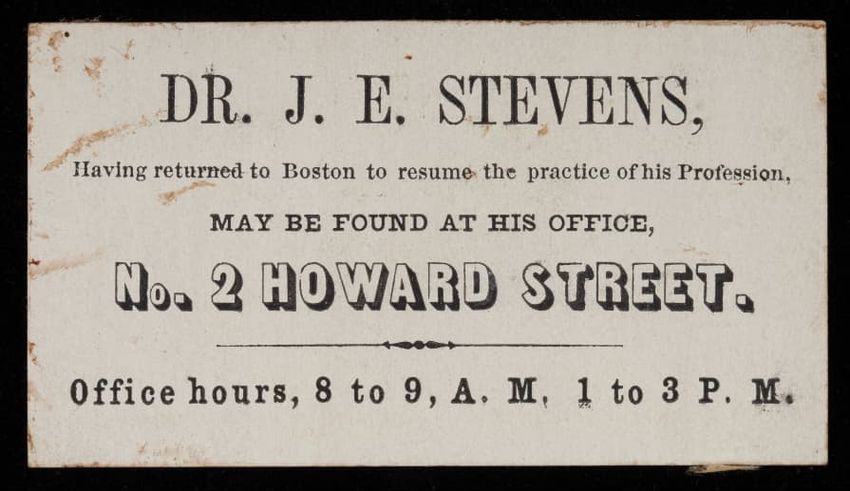 DR. J. E. STEVENS,
Having returned to Boston to resume the practice of his Profession,
MAY BE FOUND AT HIS OFFICE,
No. 2 HOWARD STREET.
Office hours, 8 to 9, A. M, 1 to 3 P. M.